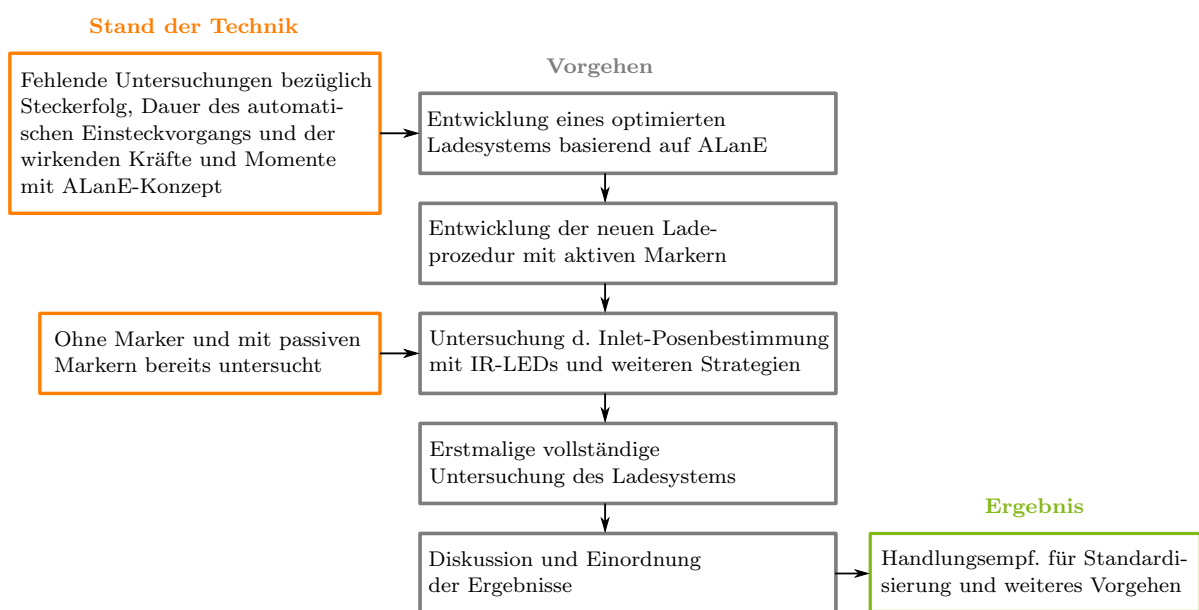 Stand der Technik
Fehlende Untersuchungen bezüglich
Steckerfolg, Dauer des automati-
schen Einsteckvorgangs und der
wirkenden Kräfte und Momente
mit ALanE-Konzept
Vorgehen
Entwicklung eines optimierten
Ladesystems basierend auf ALanE
Entwicklung der neuen Lade-
prozedur mit aktiven Markern
Ohne Marker und mit passiven
Markern bereits untersucht
Untersuchung d. Inlet-Posenbestimmung
mit IR-LEDs und weiteren Strategien
Erstmalige vollständige
Untersuchung des Ladesystems
Diskussion und Einordnung
der Ergebnisse
Ergebnis
Handlungsempf. für Standardi-
sierung und weiteres Vorgehen